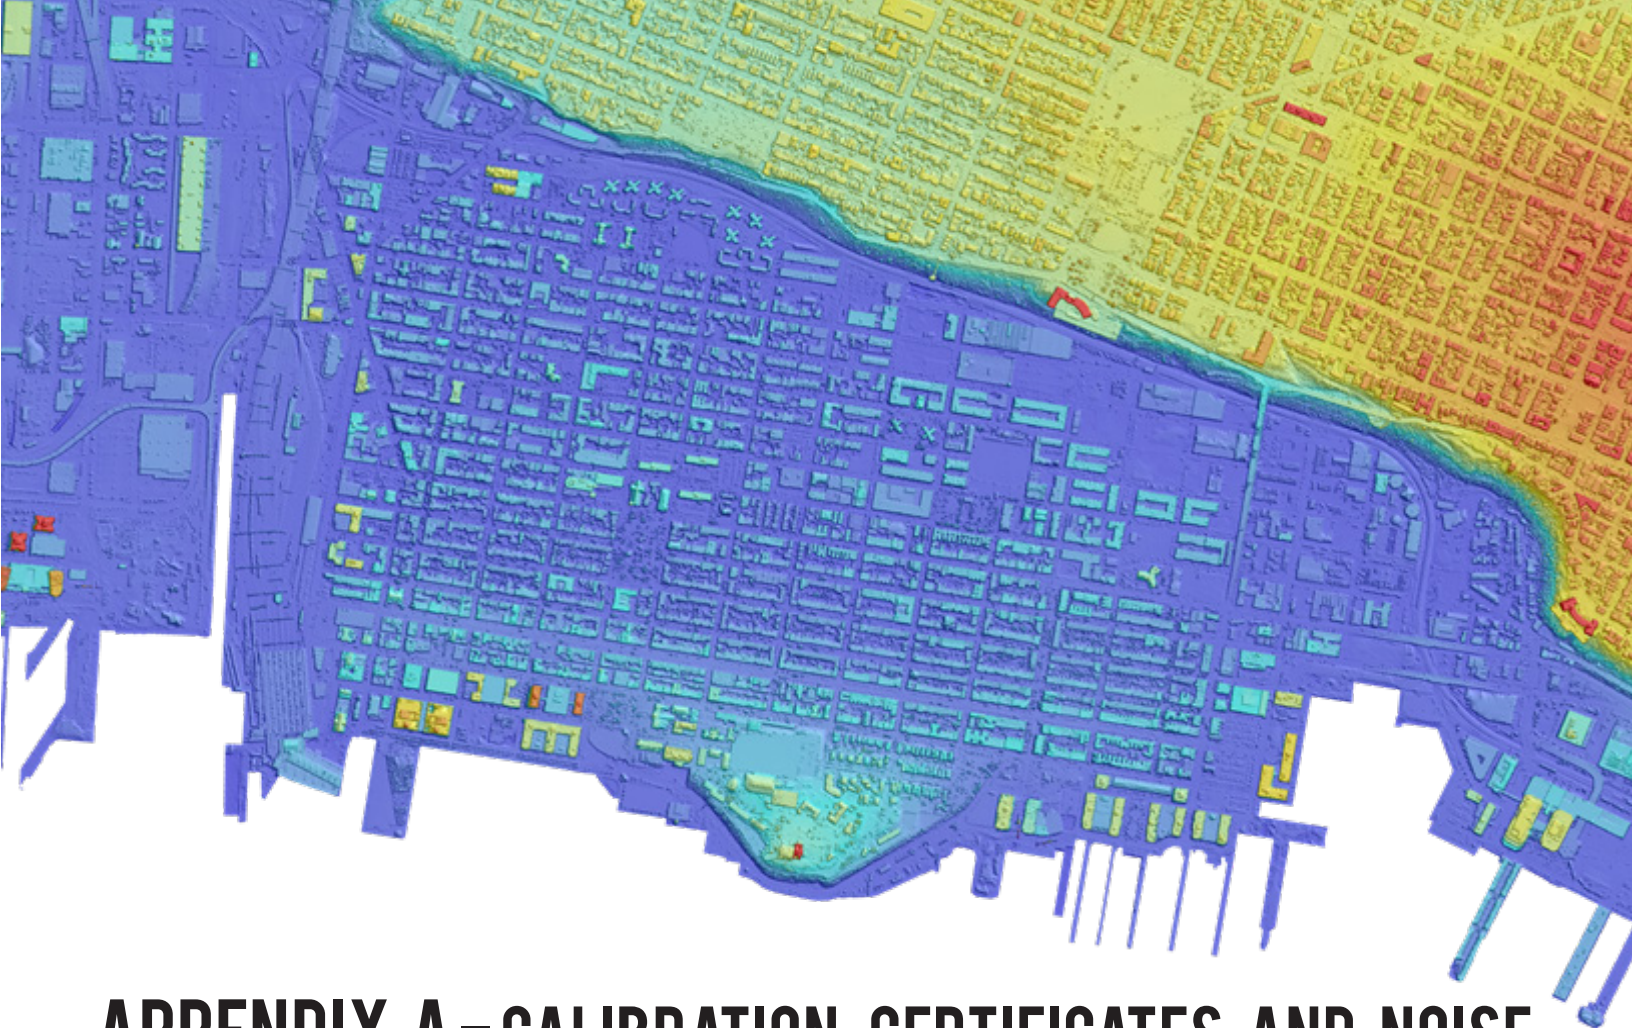 APPENDIX A – CALIBRATION CERTIFICATES AND NOISE